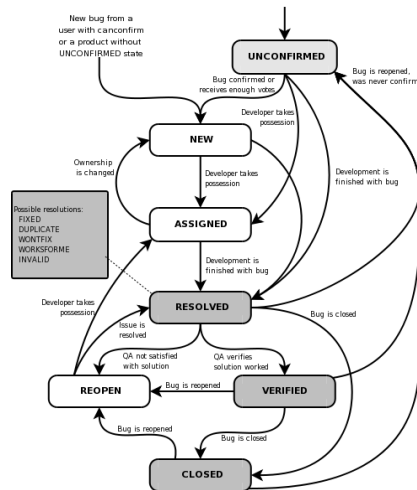 New bug from a
user with canconfirm
or a product without
UNCONFIRMED state
UNCONFIRMED
Bug confirmed or
receives enough votes
Bug is reopened,
was never confirm
Developer takes
possession
NEW
Ownership
is changed
Developer takes
possession
Development is
finished with bug
Possible resolutions:
FIXED
DUPLICATE
WONTFIX
WORKSFORME
INVALID
ASSIGNED
Development is
finished with bug
Developer takes
possession
RESOLVED
Issue is
resolved
Bug is closed
QA not satisfied
with solution
QA verifies
solution worked
REOPEN
Bug is reopened
VERIFIED
Bug is reopened
Bug is closed
CLOSED